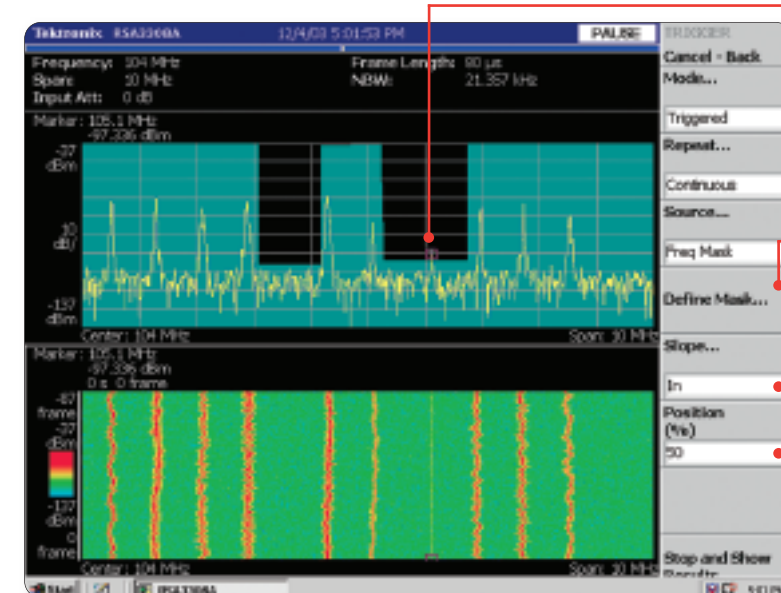 Tektronix RSA3308A 12/4/03 5:01:53 PM PAUSE TRIGGER
Cancel - Back
Frequency: 104 MHz Frame Length: 80 µs
Span: 10 MHz NBW: 21.357 kHz
Input Att: 0 dB
Mode...
Triggered
Marker: 105.1 MHz
-97.336 dBm
-37
dBm
10
dB/
-137
dBm
Center: 104 MHz Span: 10 MHz
Repeat...
Continuous
Source...
Freq Mask
Define Mask...
Slope...
In
Position
(%)
50
Marker: 105.1 MHz
-97.336 dBm
0 s 0 frame
-87
frame
-37
dBm
-137
dBm
0
frame
Center: 104 MHz Span: 10 MHz
Stop and Show
Results
Start RSA3308A